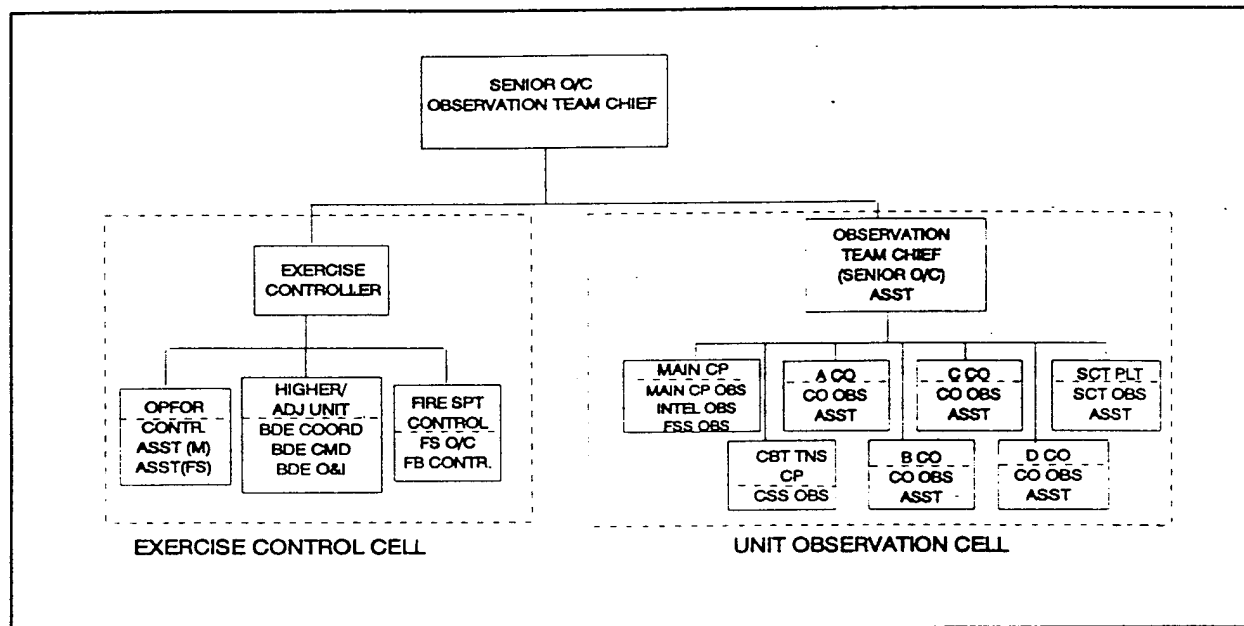 SENIOR O/C
OBSERVATION TEAM CHIEF
EXERCISE
CONTROLLER
OPFOR
CONTR.
ASST (M)
ASST(FS)
HIGHER/
ADJ UNIT
BDE COORD
BDE CMD
BDE O&I
FIRE SPT
CONTROL
FS O/C
FB CONTR.
EXERCISE CONTROL CELL
OBSERVATION
TEAM CHIEF
(SENIOR O/C)
ASST
MAIN CP
MAIN CP OBS
INTEL OBS
FSS OBS
CBT TNS
CP
CSS OBS
A CO
CO OBS
ASST
B CO
CO OBS
ASST
C CO
CO OBS
ASST
D CO
CO OBS
ASST
SCT PLT
SCT OBS
ASST
UNIT OBSERVATION CELL